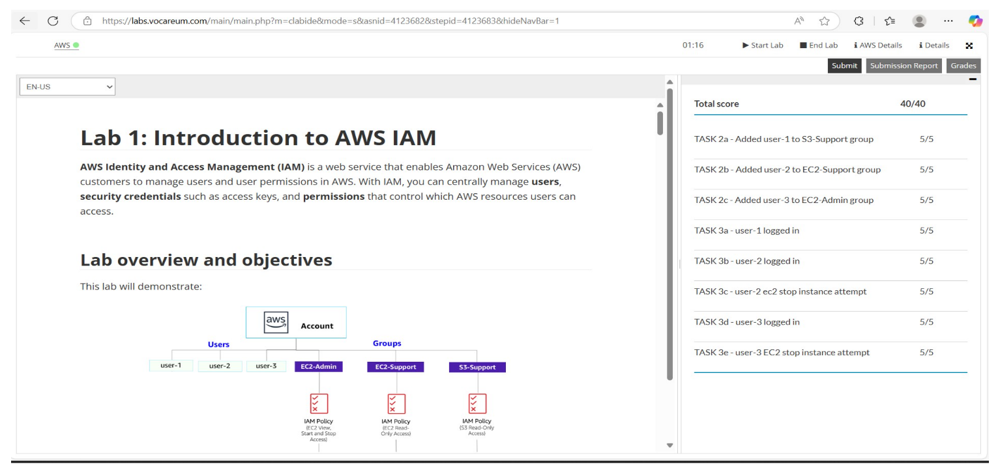 https://labs.vocareum.com/main/main.php?m=clabide&mode=s&asnid=4123682&stepid=4123683&hideNavBar=1
AWS
01:16 Start Lab End Lab AWS Details Details
Submit Submission Report Grades
EN-US
Lab 1: Introduction to AWS IAM
AWS Identity and Access Management (IAM) is a web service that enables Amazon Web Services (AWS)
customers to manage users and user permissions in AWS. With IAM, you can centrally manage users,
security credentials such as access keys, and permissions that control which AWS resources users can
access.
Lab overview and objectives
This lab will demonstrate:
aws
Account
Users
Groups
user-1
user-2
user-3
EC2-Admin
EC2-Support
S3-Support
IAM Policy
(EC2 View,
Start and Stop
Access)
IAM Policy
(EC2 Read-
Only Access)
IAM Policy
(S3 Read-Only
Access)
Total score 40/40
TASK 2a - Added user-1 to S3-Support group 5/5
TASK 2b - Added user-2 to EC2-Support group 5/5
TASK 2c - Added user-3 to EC2-Admin group 5/5
TASK 3a - user-1 logged in 5/5
TASK 3b - user-2 logged in 5/5
TASK 3c - user-2 ec2 stop instance attempt 5/5
TASK 3d - user-3 logged in 5/5
TASK 3e - user-3 EC2 stop instance attempt 5/5